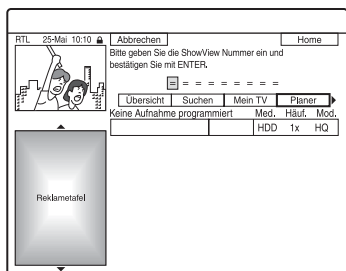 RTL 25-Mai 10:10 Abbrechen Home
Bitte geben Sie die ShowView Nummer ein und
bestätigen Sie mit ENTER.
= = = = = = = = =
Übersicht Suchen Mein TV Planer
Keine Aufnahme programmiert Med. Häuf. Mod.
HDD 1x HQ
Reklametafel